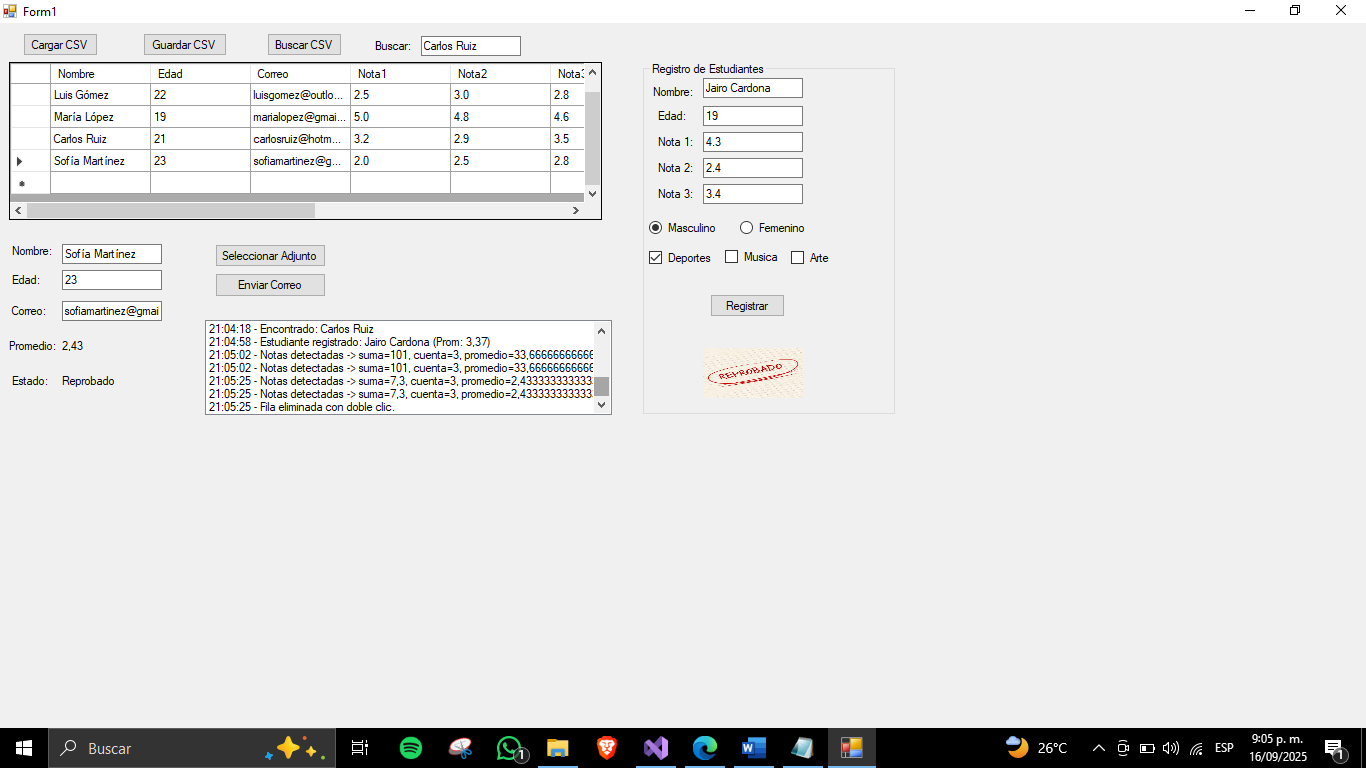 Form1
Cargar CSV Guardar CSV Buscar CSV Buscar: Carlos Ruiz
Nombre Edad Correo Nota1 Nota2 Nota3
Luis Gómez 22 luisgomez@outlo... 2.5 3.0 2.8
María López 19 marialopez@gmai... 5.0 4.8 4.6
Carlos Ruiz 21 carlosruiz@hotm... 3.2 2.9 3.5
Sofía Martínez 23 sofiamartinez@g... 2.0 2.5 2.8
Nombre: Sofía Martínez
Edad: 23
Correo: sofiamartinez@gmai
Promedio: 2,43
Estado: Reprobado
Seleccionar Adjunto
Enviar Correo
21:04:18 - Encontrado: Carlos Ruiz
21:04:58 - Estudiante registrado: Jairo Cardona (Prom: 3,37)
21:05:02 - Notas detectadas -> suma=101, cuenta=3, promedio=33,66666666666
21:05:02 - Notas detectadas -> suma=101, cuenta=3, promedio=33,66666666666
21:05:25 - Notas detectadas -> suma=7,3, cuenta=3, promedio=2,433333333333
21:05:25 - Notas detectadas -> suma=7,3, cuenta=3, promedio=2,433333333333
21:05:25 - Fila eliminada con doble clic.
Registro de Estudiantes
Nombre: Jairo Cardona
Edad: 19
Nota 1: 4.3
Nota 2: 2.4
Nota 3: 3.4
Masculino Femenino
Deportes Musica Arte
Registrar
REPROBADO
Buscar 1 26°C ESP 9:05 p. m. 1
16/09/2025